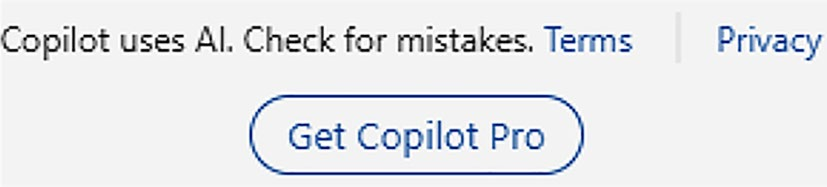 Copilot uses AI. Check for mistakes. Terms | Privacy
Get Copilot Pro